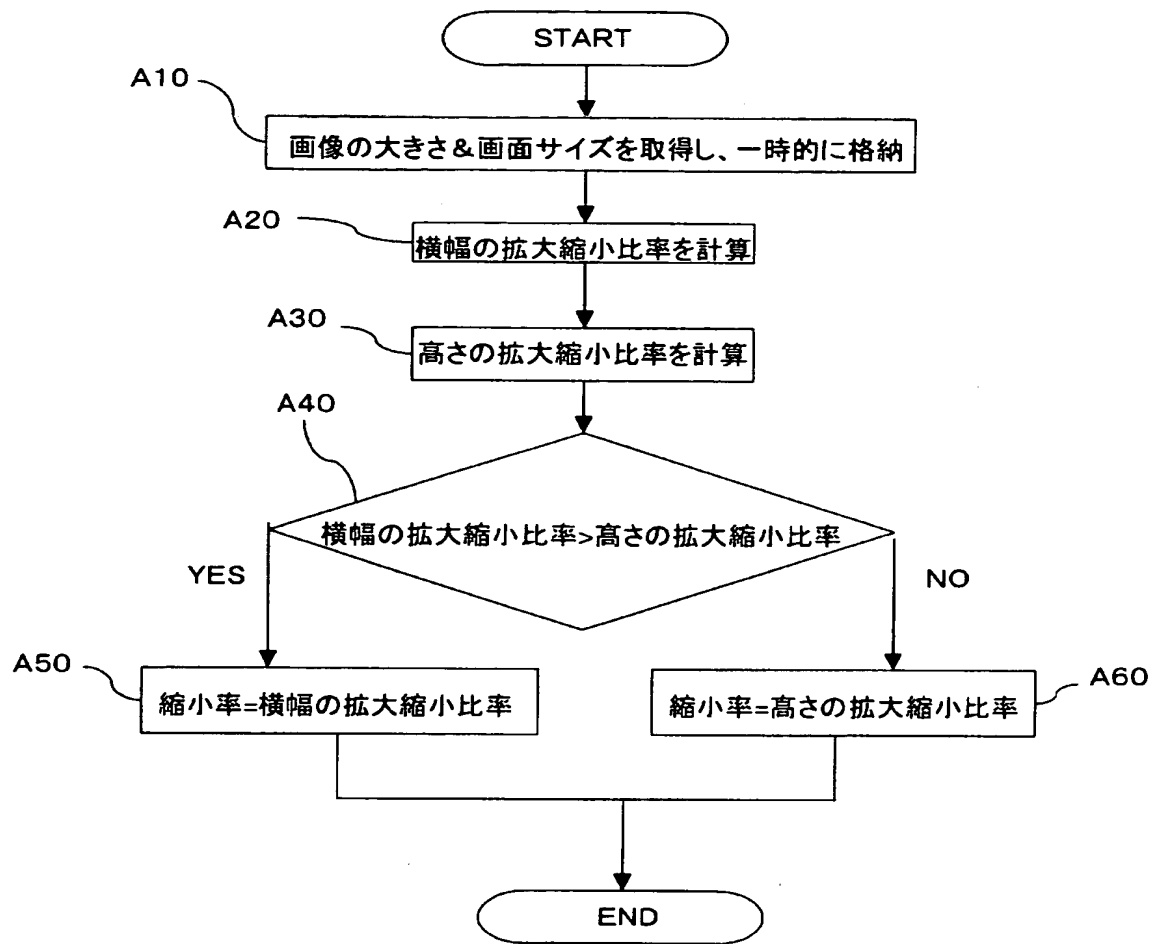 START
A10
画像の大きさ&画面サイズを取得し、一時的に格納
A20
横幅の拡大縮小比率を計算
A30
高さの拡大縮小比率を計算
A40
横幅の拡大縮小比率>高さの拡大縮小比率
YES
NO
A50
縮小率=横幅の拡大縮小比率
縮小率=高さの拡大縮小比率
A60
END